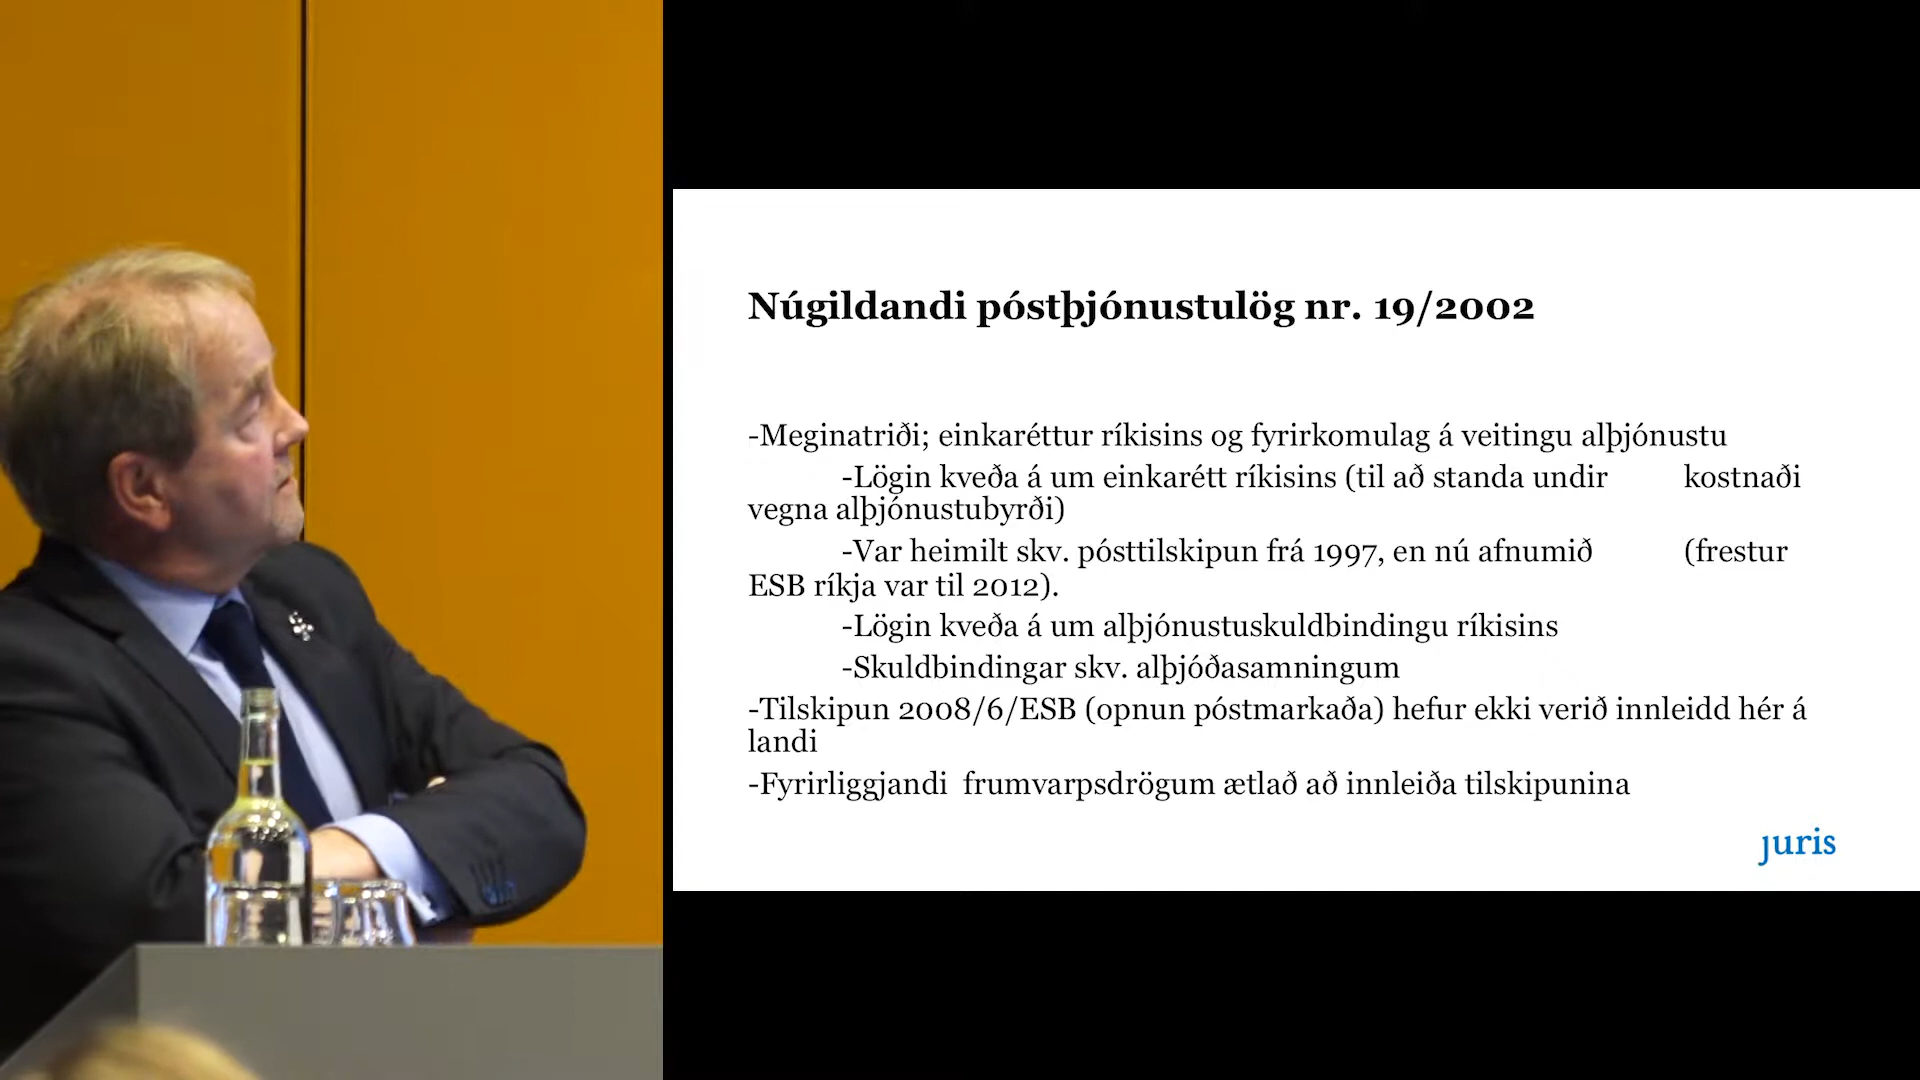 Núgildandi póstþjónustulög nr. 19/2002
-Meginatriði; einkaréttur ríkisins og fyrirkomulag á veitingu alþjónustu
-Lögin kveða á um einkarétt ríkisins (til að standa undir kostnaði
vegna alþjónustubyrði)
-Var heimilt skv. pósttilskipun frá 1997, en nú afnumið (frestur
ESB ríkja var til 2012).
-Lögin kveða á um alþjónustuskuldbindingu ríkisins
-Skuldbindingar skv. alþjóðasamningum
-Tilskipun 2008/6/ESB (opnun póstmarkaða) hefur ekki verið innleidd hér á
landi
-Fyrirliggjandi frumvarpsdrögum ætlað að innleiða tilskipunina
juris